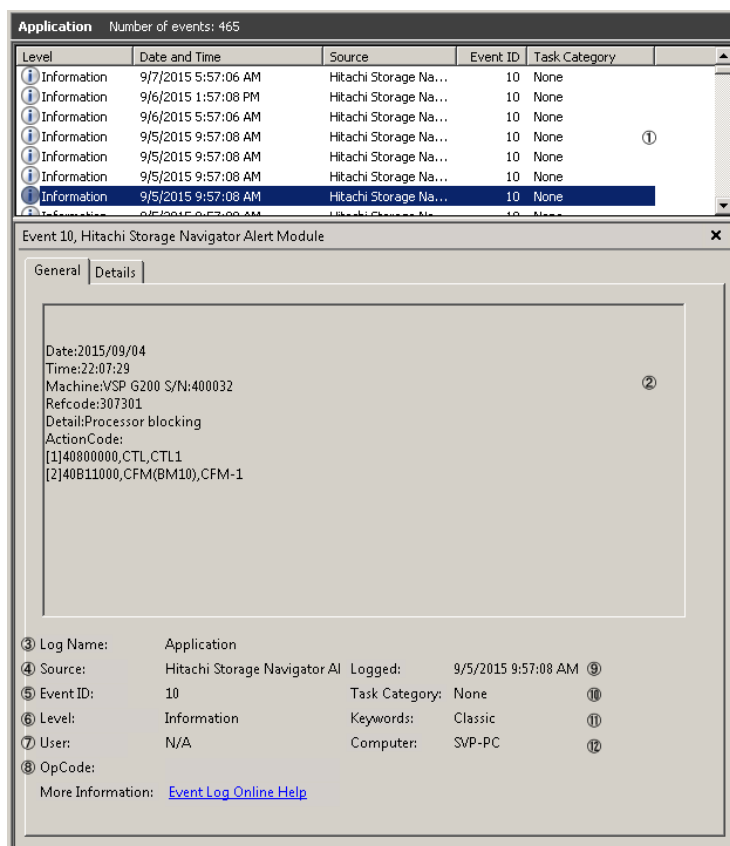 Application Number of events: 465
Level Date and Time Source Event ID Task Category
Information 9/7/2015 5:57:06 AM Hitachi Storage Na... 10 None
Information 9/6/2015 1:57:08 PM Hitachi Storage Na... 10 None
Information 9/6/2015 5:57:06 AM Hitachi Storage Na... 10 None
Information 9/5/2015 9:57:08 AM Hitachi Storage Na... 10 None ①
Information 9/5/2015 9:57:08 AM Hitachi Storage Na... 10 None
Information 9/5/2015 9:57:08 AM Hitachi Storage Na... 10 None
Information 9/5/2015 9:57:08 AM Hitachi Storage Na... 10 None
Event 10, Hitachi Storage Navigator Alert Module
General Details
Date:2015/09/04
Time:22:07:29
Machine:VSP G200 S/N:400032 ②
Refcode:307301
Detail:Processor blocking
ActionCode:
[1]40800000,CTL,CTL1
[2]40B11000,CFM(BM10),CFM-1
③ Log Name: Application
④ Source: Hitachi Storage Navigator Al Logged: 9/5/2015 9:57:08 AM ⑨
⑤ Event ID: 10 Task Category: None ⑩
⑥ Level: Information Keywords: Classic ⑪
⑦ User: N/A Computer: SVP-PC ⑫
⑧ OpCode:
More Information: Event Log Online Help